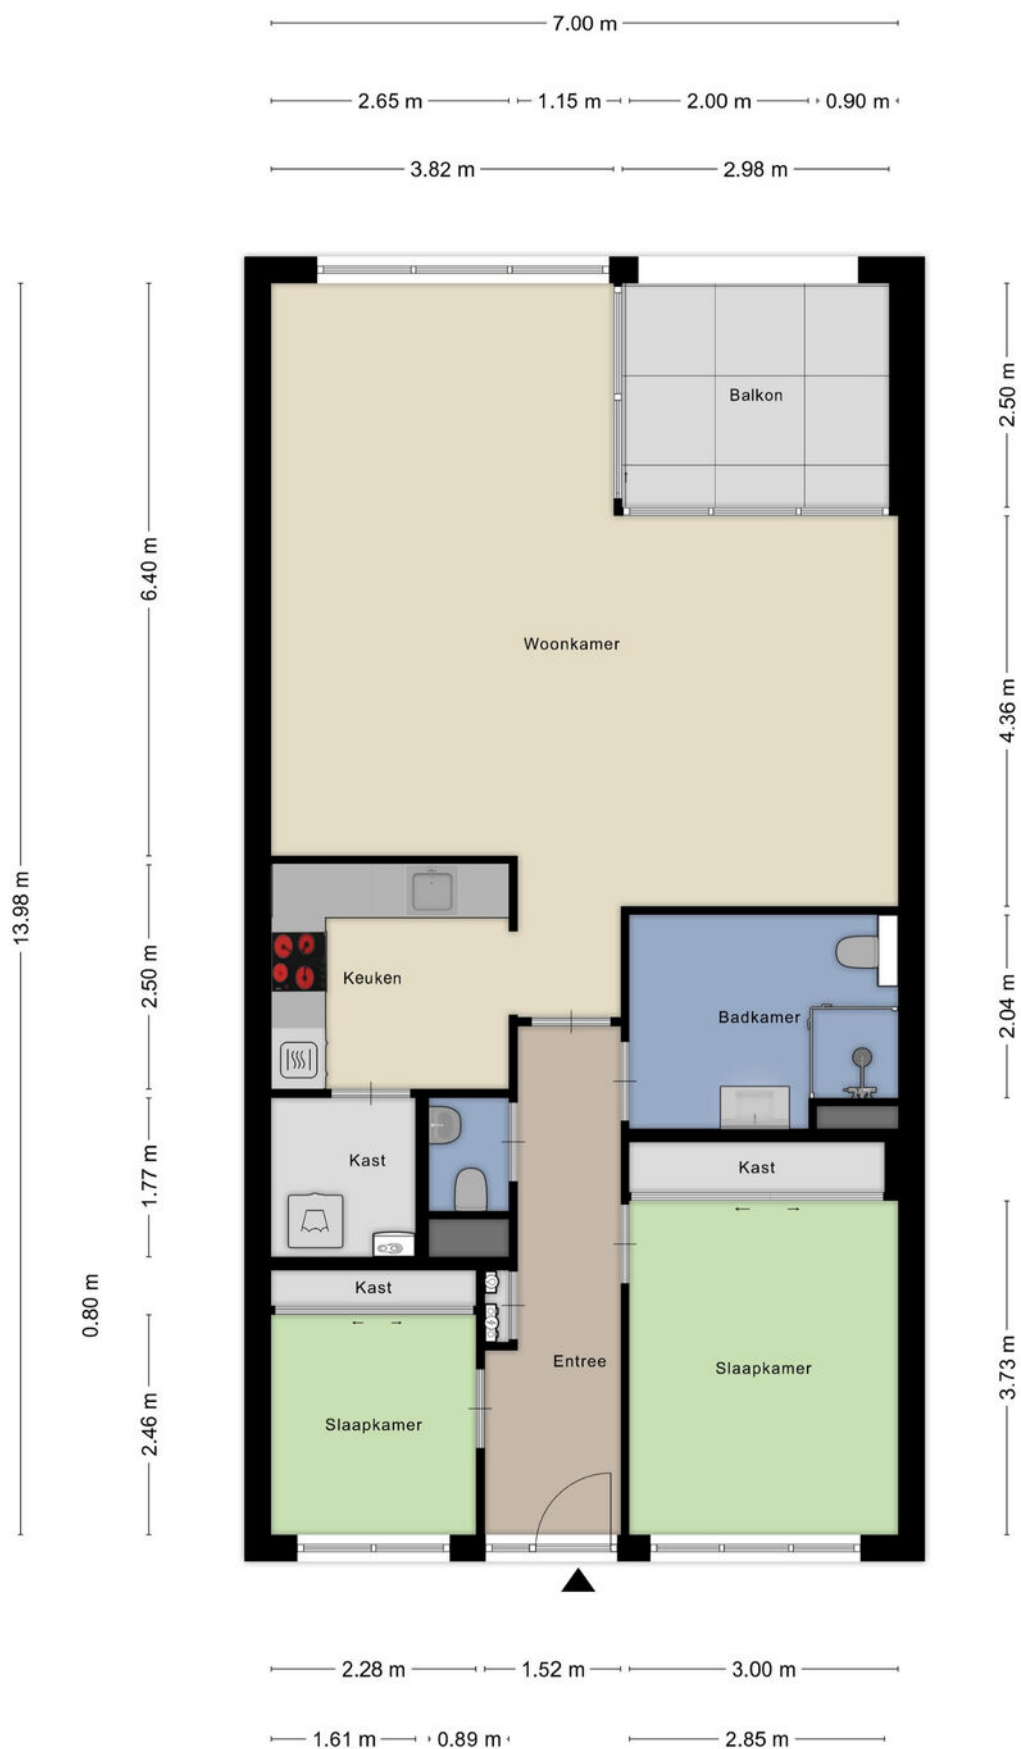 7.00 m
2.65 m
1.15 m
2.00 m
0.90 m
3.82 m
2.98 m
Balkon
2.50 m
6.40 m
Woonkamer
4.36 m
13.98 m
Keuken
2.50 m
Badkamer
2.04 m
Kast
1.77 m
Kast
Kast
0.80 m
Entree
Slaapkamer
3.73 m
Slaapkamer
2.46 m
2.28 m
1.52 m
3.00 m
1.61 m
0.89 m
2.85 m